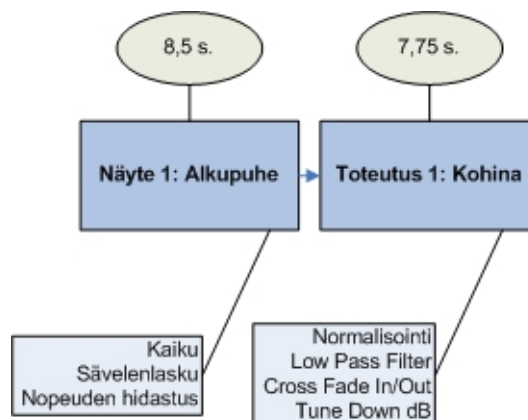 8,5 s.
7,75 s.
Näyte 1: Alkupuhe
Toteutus 1: Kohina
Kaiku
Sävelenlasku
Nopeuden hidastus
Normalisointi
Low Pass Filter
Cross Fade In/Out
Tune Down dB